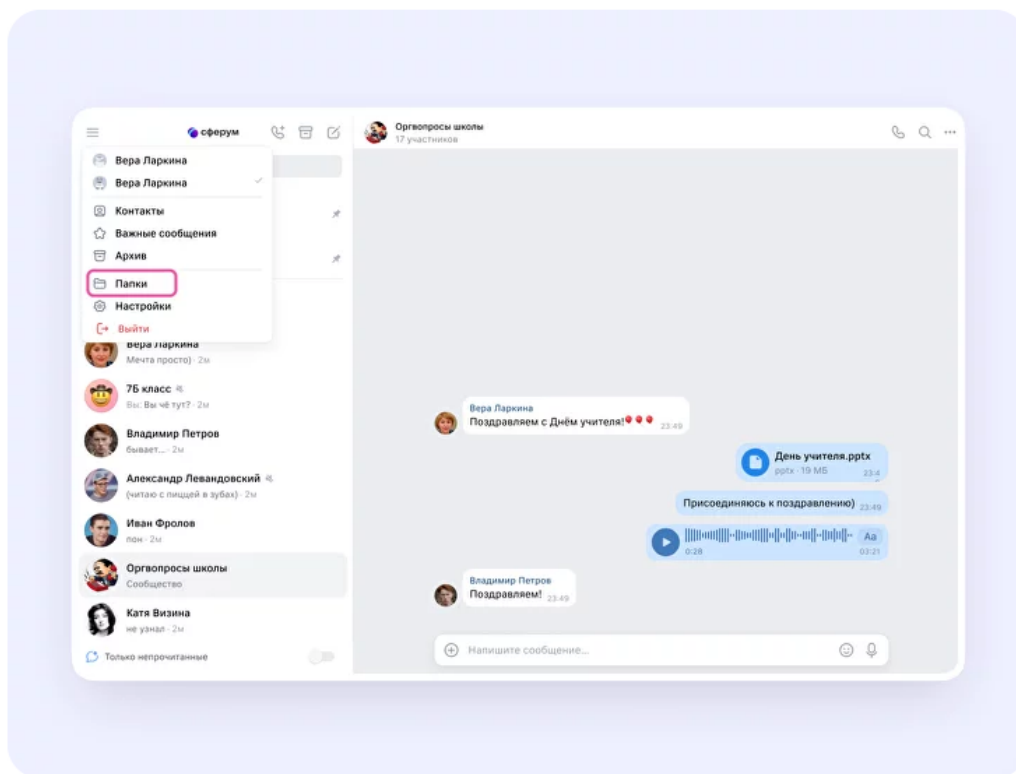 сферум
Вера Ларкина
Вера Ларкина
Контакты
Важные сообщения
Архив
Папки
Настройки
Выйти
Вера Ларкина
Мечта просто) · 2м
7Б класс
Вы: Вы чё тут? · 2м
Владимир Петров
бывает... · 2м
Александр Левандовский
(читаю с пиццей в зубах) · 2м
Иван Фролов
пон · 2м
Оргвопросы школы
Сообщество
Катя Визина
не узнал · 2м
Только непрочитанные
Оргвопросы школы
17 участников
Вера Ларкина
Поздравляем с Днём учителя!🎈🎈🎈 23:49
День учителя.pptx
pptx · 19 МБ 23:4
Присоединяюсь к поздравлению) 23:49
Aa
0:28 03:21
Владимир Петров
Поздравляем! 23:49
Напишите сообщение...